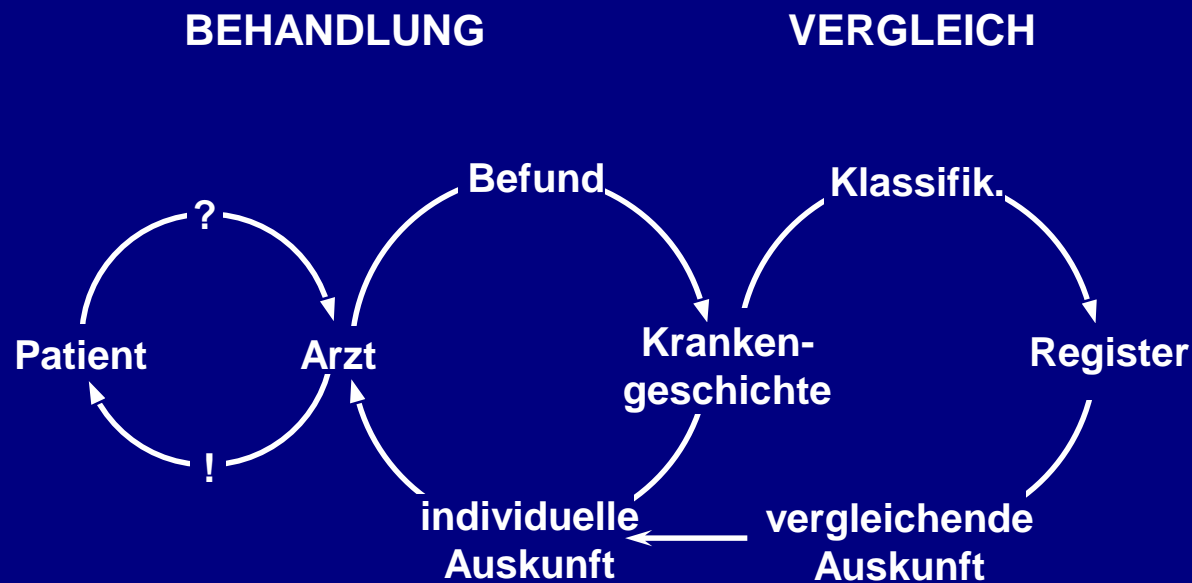 BEHANDLUNG
VERGLEICH
Befund
Klassifik.
?
Patient
Arzt
Kranken-
geschichte
Register
!
individuelle
Auskunft
vergleichende
Auskunft